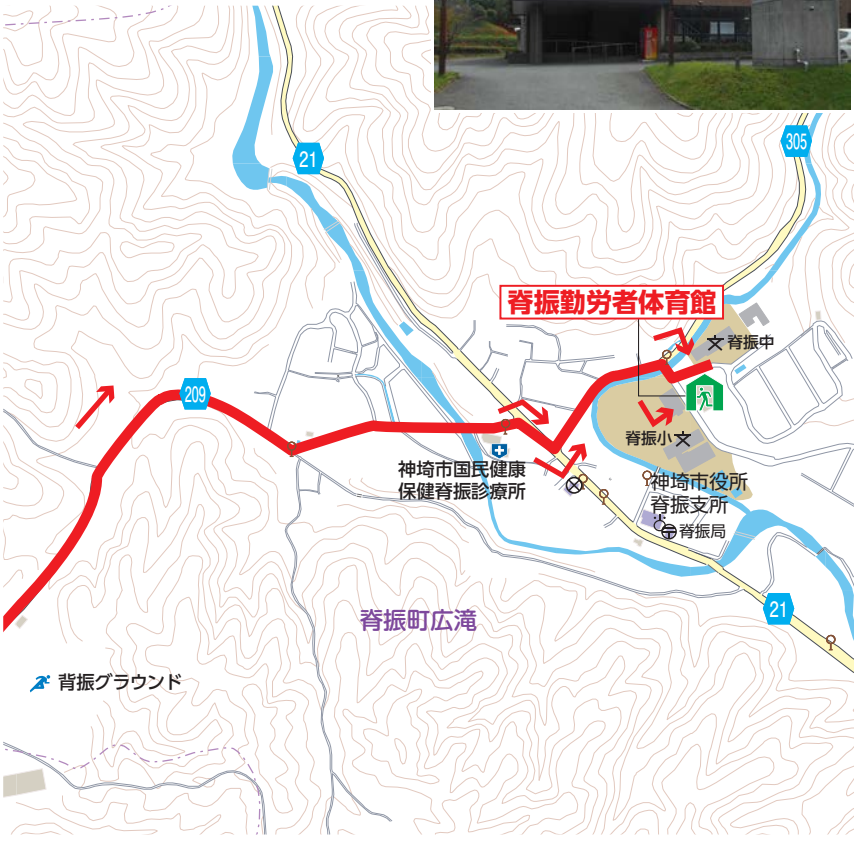 21
305
脊振勤労者体育館
脊振中
209
脊振小
神埼市国民健康
保健脊振診療所
神埼市役所
脊振支所
脊振局
21
脊振町広滝
背振グラウンド